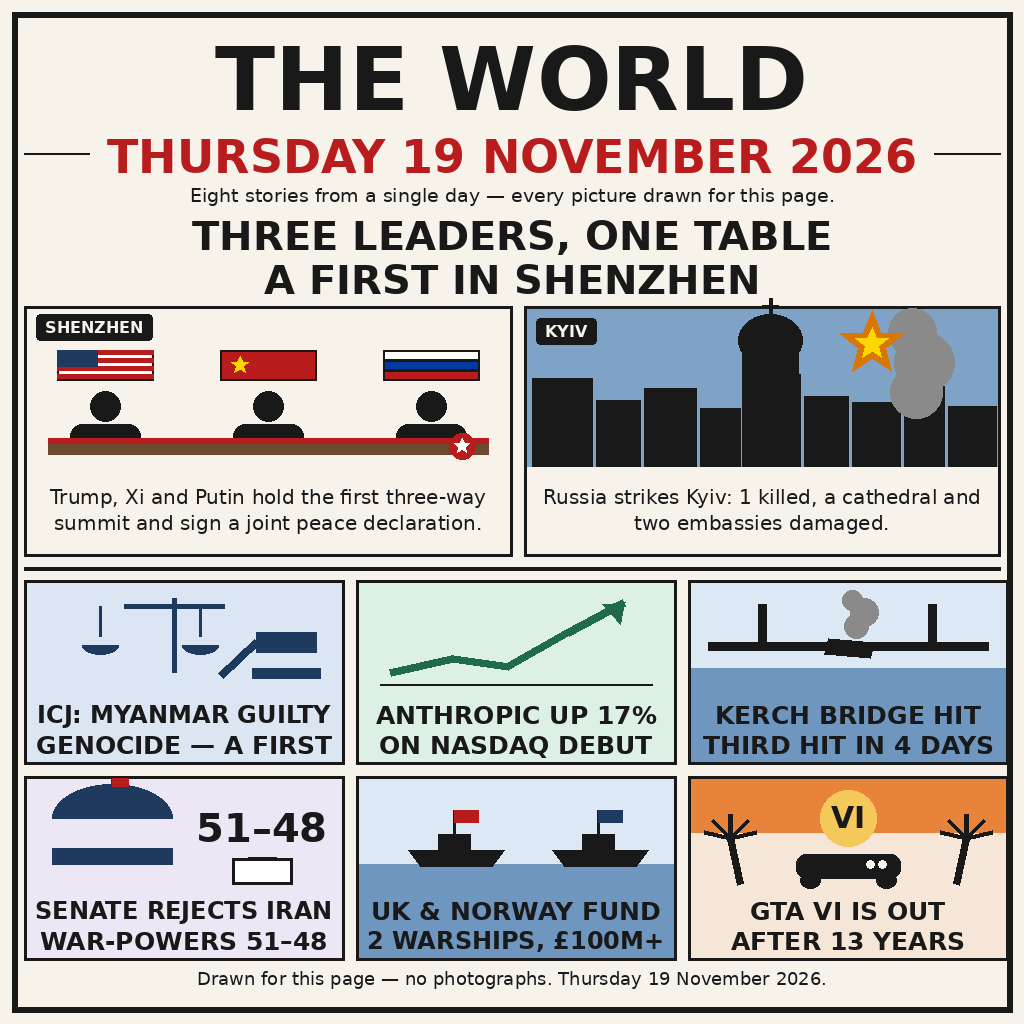 THE WORLD
THURSDAY 19 NOVEMBER 2026
Eight stories from a single day — every picture drawn for this page.
THREE LEADERS, ONE TABLE
A FIRST IN SHENZHEN
SHENZHEN
Trump, Xi and Putin hold the first three-way
summit and sign a joint peace declaration.
KYIV
Russia strikes Kyiv: 1 killed, a cathedral and
two embassies damaged.
ICJ: MYANMAR GUILTY
GENOCIDE — A FIRST
ANTHROPIC UP 17%
ON NASDAQ DEBUT
KERCH BRIDGE HIT
THIRD HIT IN 4 DAYS
51–48
SENATE REJECTS IRAN
WAR-POWERS 51–48
UK & NORWAY FUND
2 WARSHIPS, £100M+
VI
GTA VI IS OUT
AFTER 13 YEARS
Drawn for this page — no photographs. Thursday 19 November 2026.